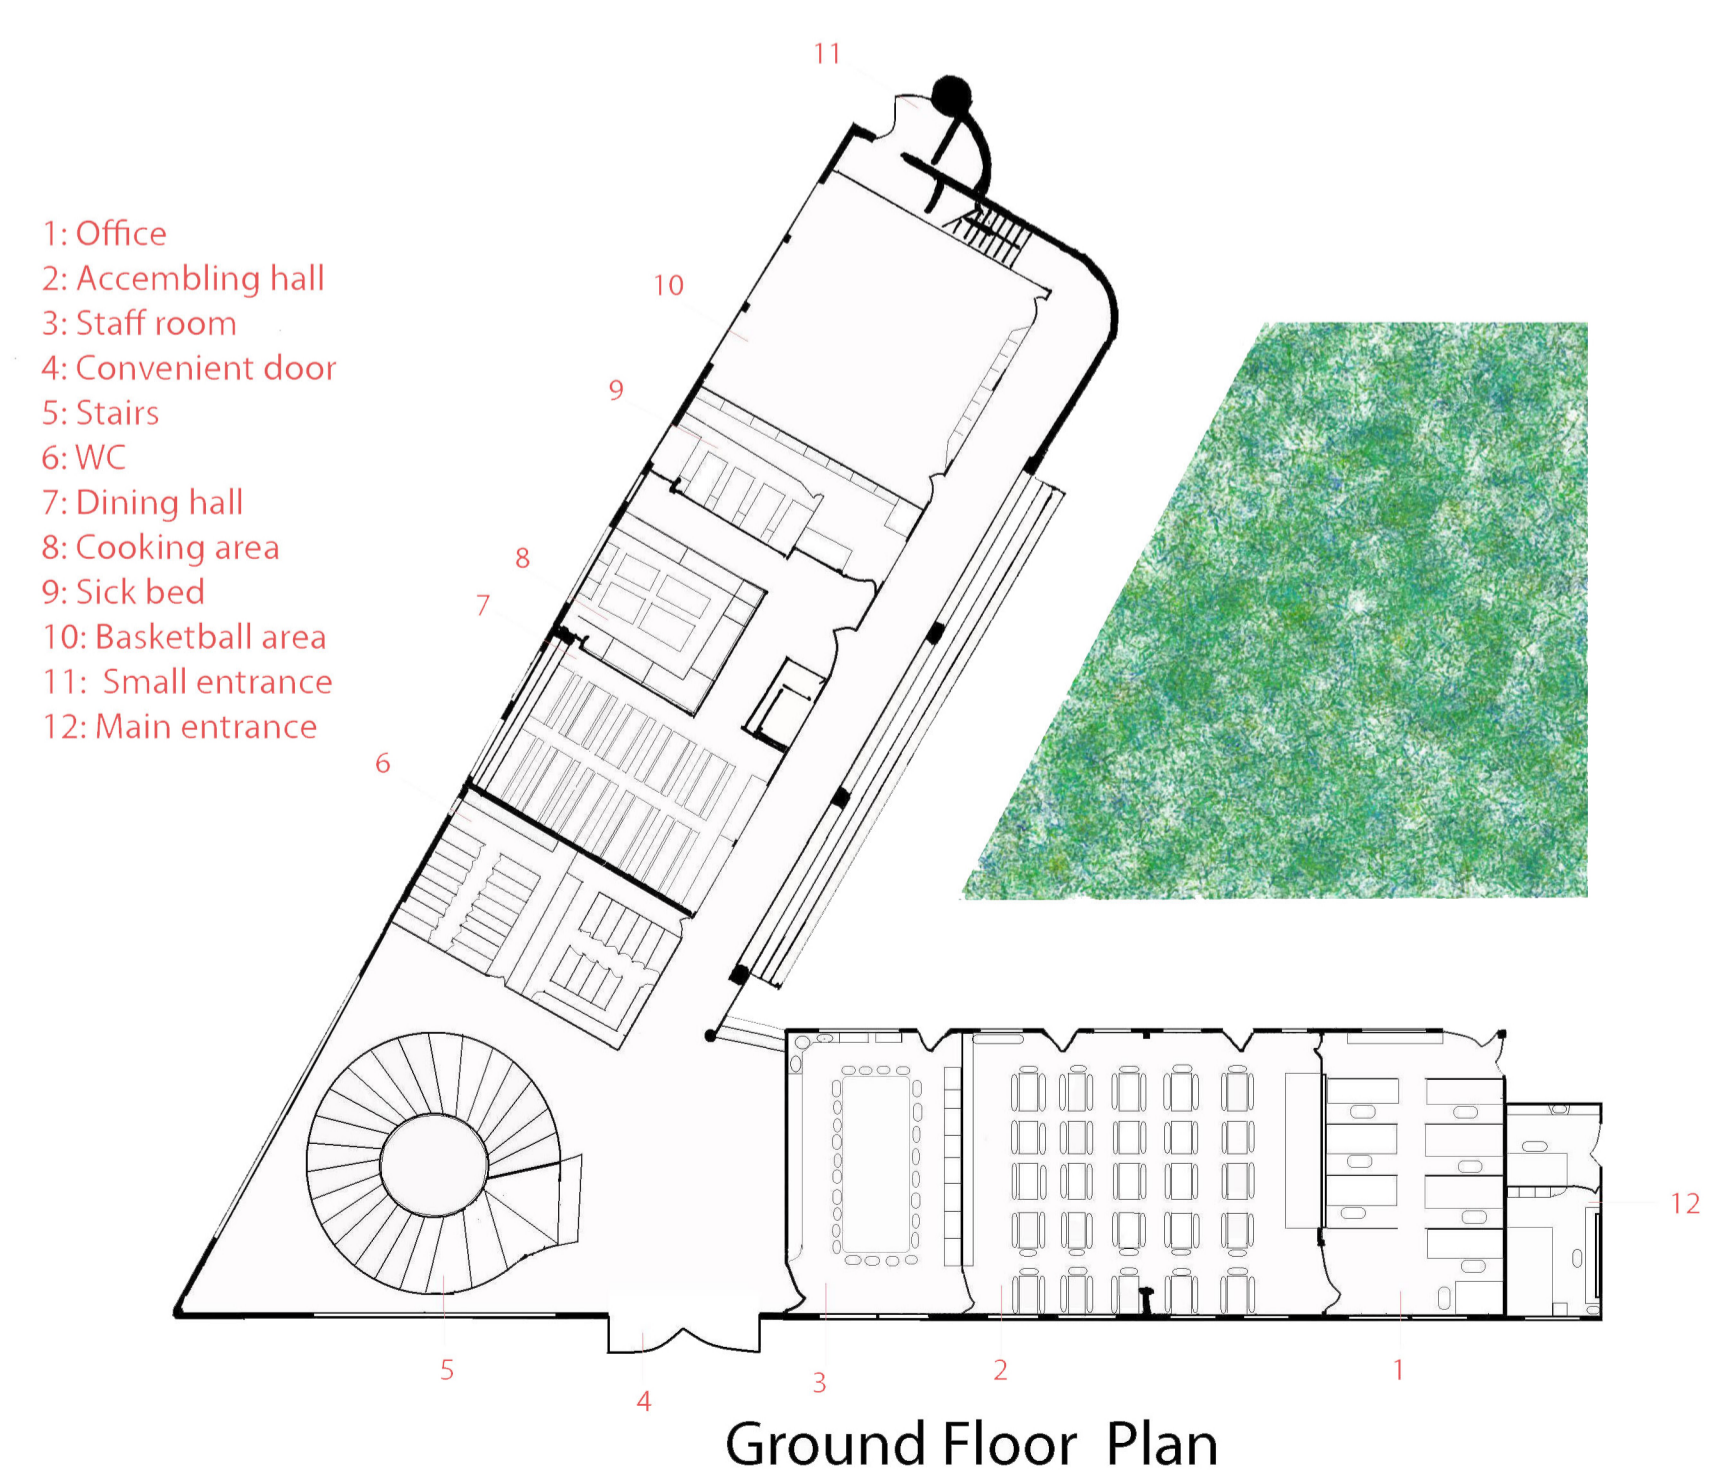 11
1: Office
2: Accembling hall
10
3: Staff room
4: Convenient door
9
5: Stairs
6: WC
7: Dining hall
8
8: Cooking area
7
9: Sick bed
10: Basketball area
11:  Small entrance
12: Main entrance
6
12
5
4
3
2
1
Ground Floor  Plan